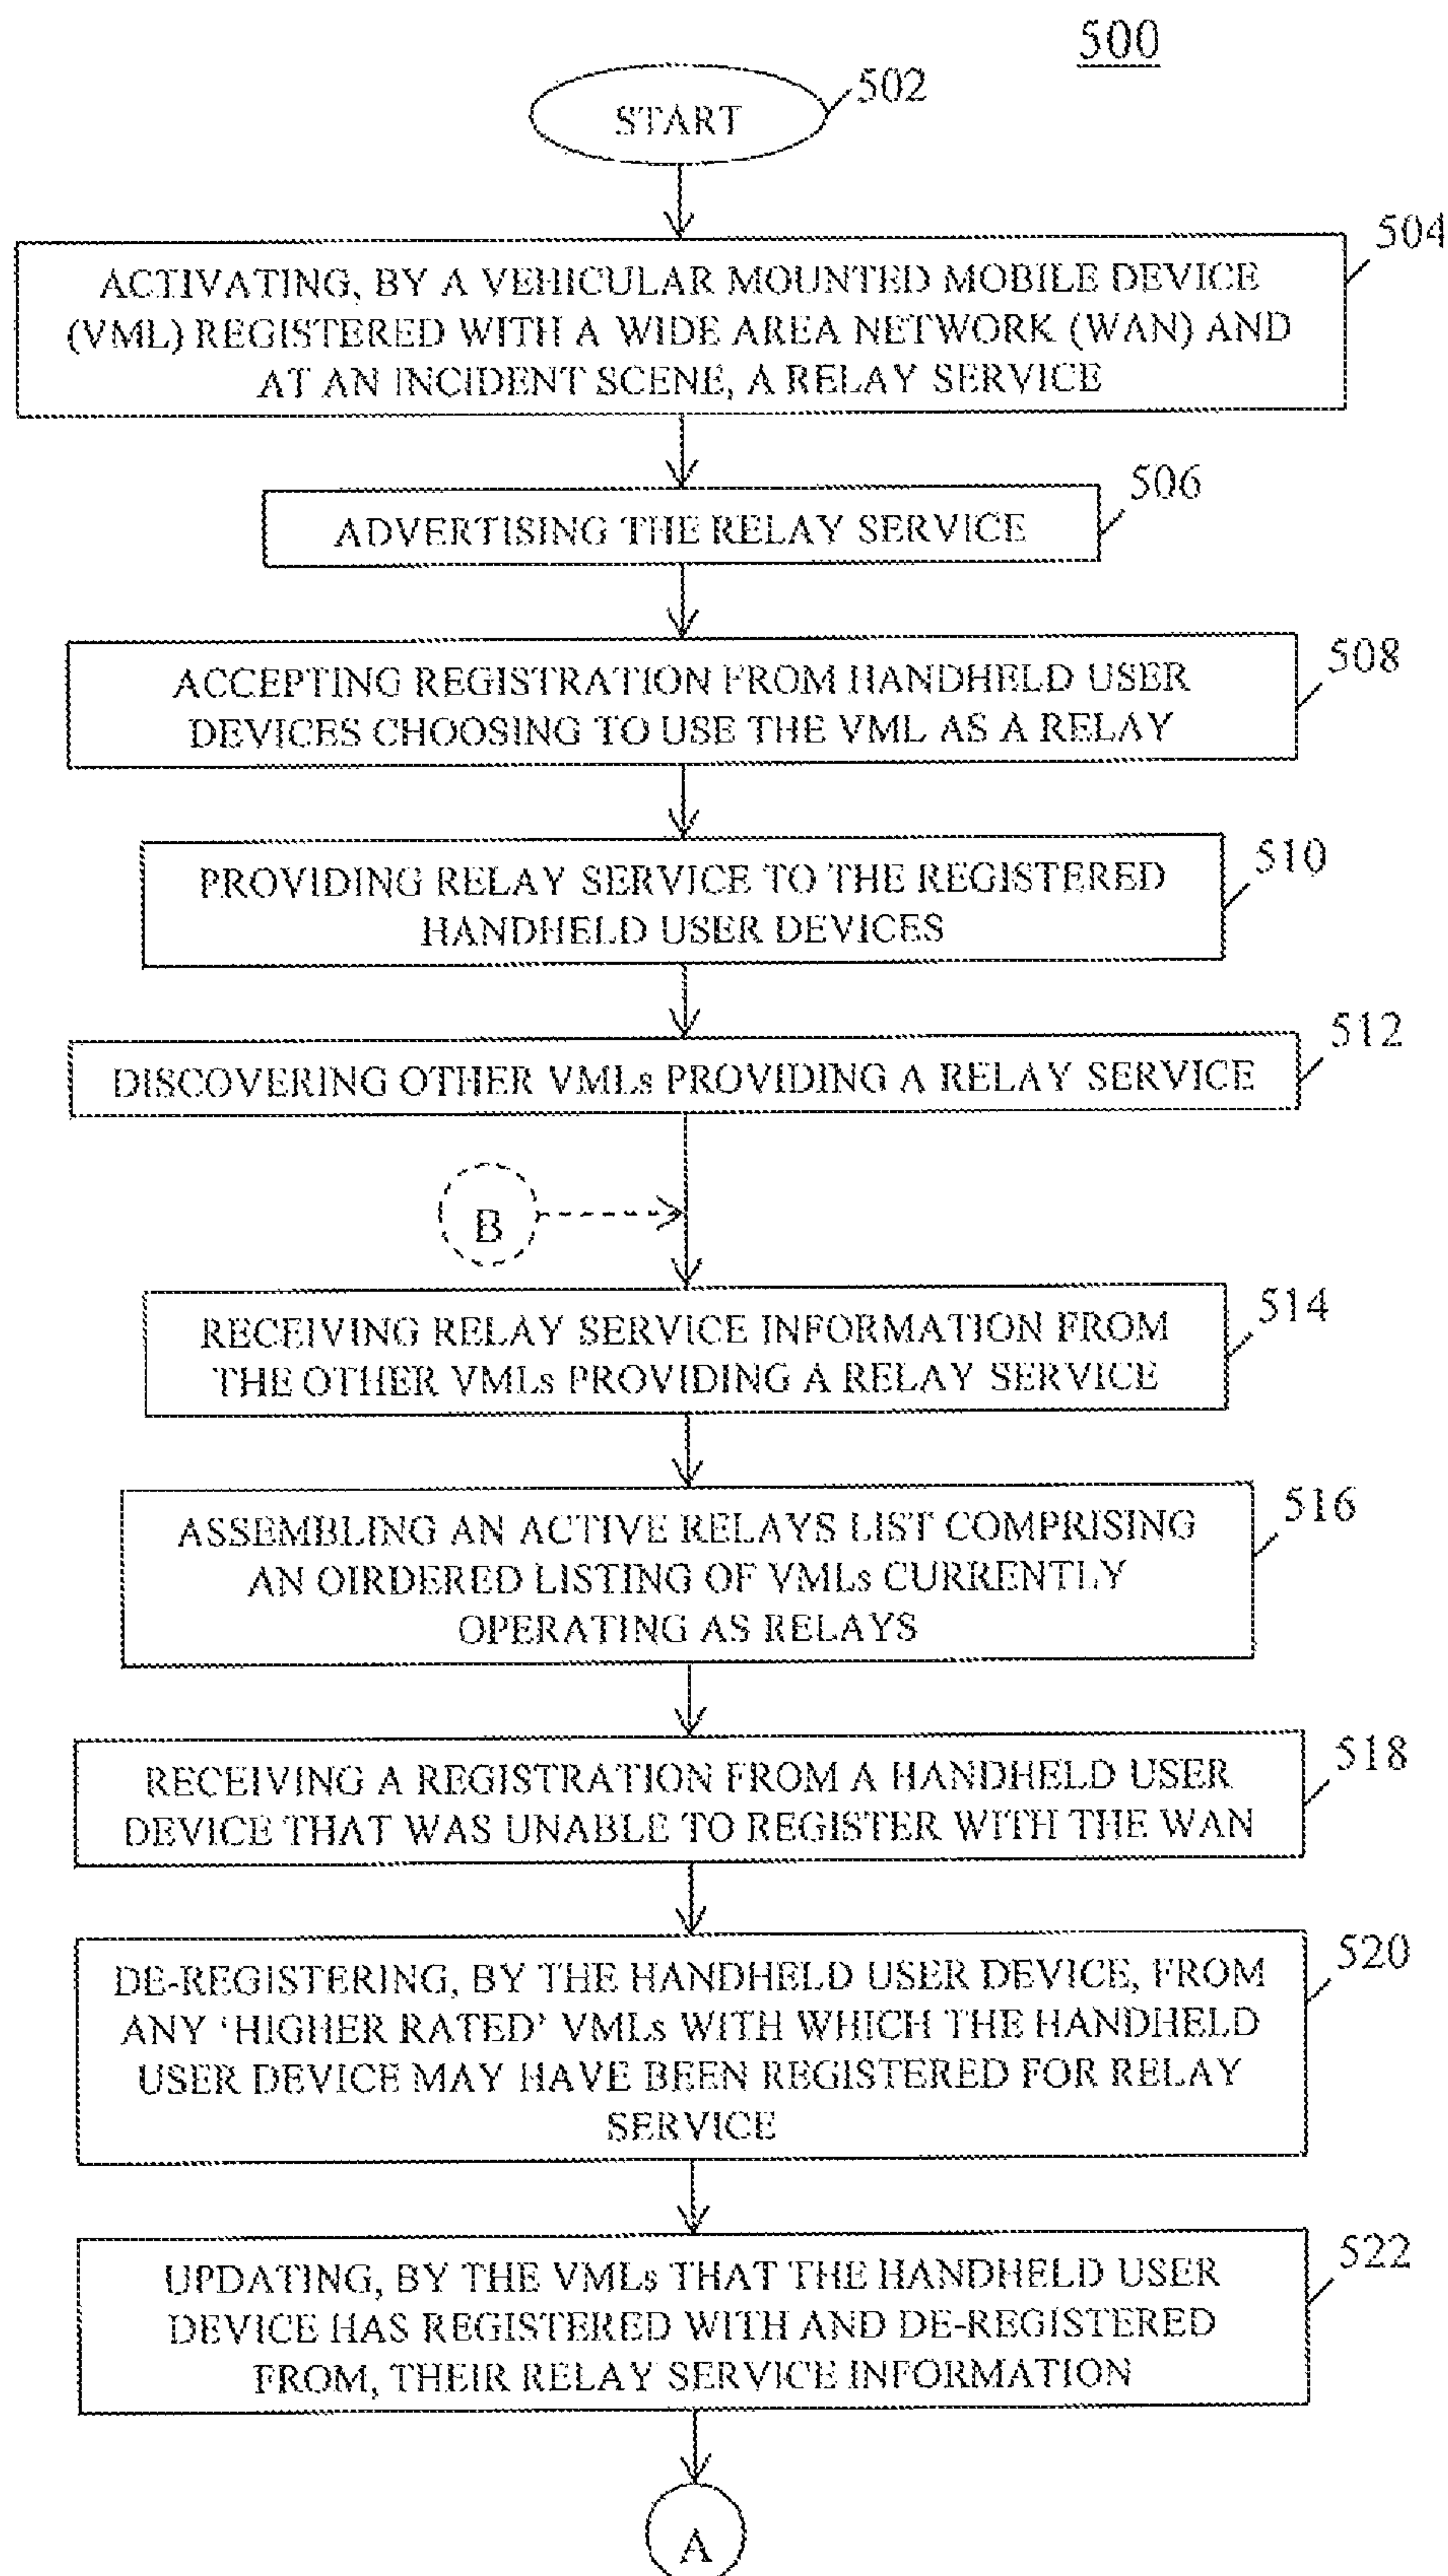 500
START
502
ACTIVATING, BY A VEHICULAR MOUNTED MOBILE DEVICE
(VML) REGISTERED WITH A WIDE AREA NETWORK (WAN) AND
AT AN INCIDENT SCENE, A RELAY SERVICE
504
ADVERTISING THE RELAY SERVICE
506
ACCEPTING REGISTRATION FROM HANDHELD USER
DEVICES CHOOSING TO USE THE VML AS A RELAY
508
PROVIDING RELAY SERVICE TO THE REGISTERED
HANDHELD USER DEVICES
510
DISCOVERING OTHER VMLs PROVIDING A RELAY SERVICE
512
B
RECEIVING RELAY SERVICE INFORMATION FROM
THE OTHER VMLs PROVIDING A RELAY SERVICE
514
ASSEMBLING AN ACTIVE RELAYS LIST COMPRISING
AN OIRDERED LISTING OF VMLs CURRENTLY
OPERATING AS RELAYS
516
RECEIVING A REGISTRATION FROM A HANDHELD USER
DEVICE THAT WAS UNABLE TO REGISTER WITH THE WAN
518
DE-REGISTERING, BY THE HANDHELD USER DEVICE, FROM
ANY ‘HIGHER RATED’ VMLs WITH WHICH THE HANDHELD
USER DEVICE MAY HAVE BEEN REGISTERED FOR RELAY
SERVICE
520
UPDATING, BY THE VMLs THAT THE HANDHELD USER
DEVICE HAS REGISTERED WITH AND DE-REGISTERED
FROM, THEIR RELAY SERVICE INFORMATION
522
A